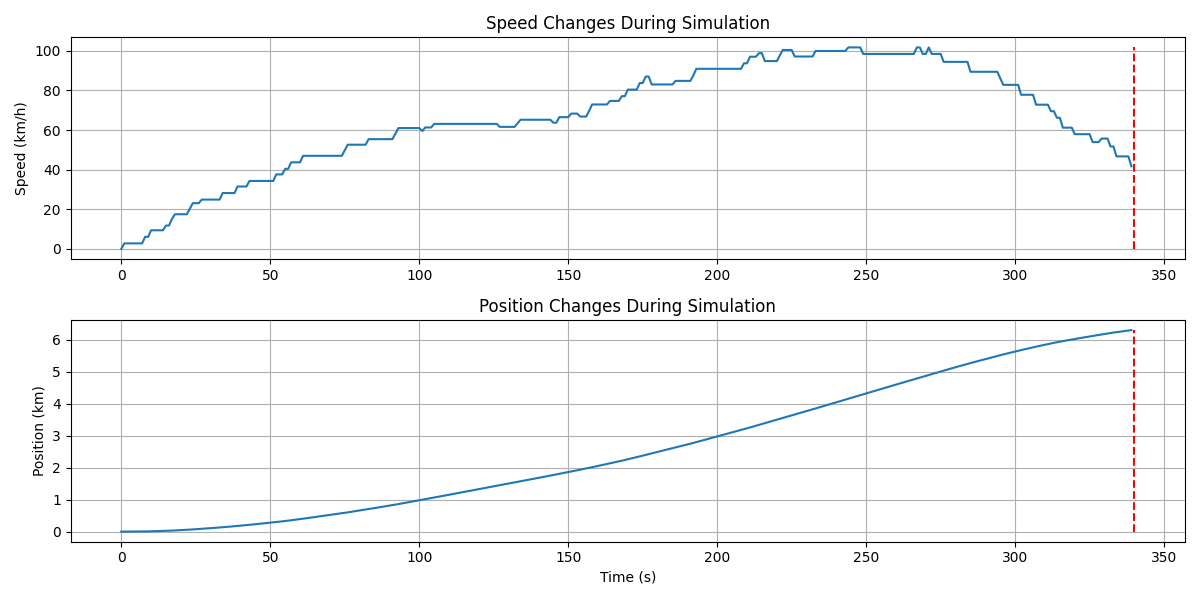 Speed Changes During Simulation
Speed (km/h)
100
80
60
40
20
0
0 50 100 150 200 250 300 350
Position Changes During Simulation
Position (km)
6
5
4
3
2
1
0
0 50 100 150 200 250 300 350
Time (s)